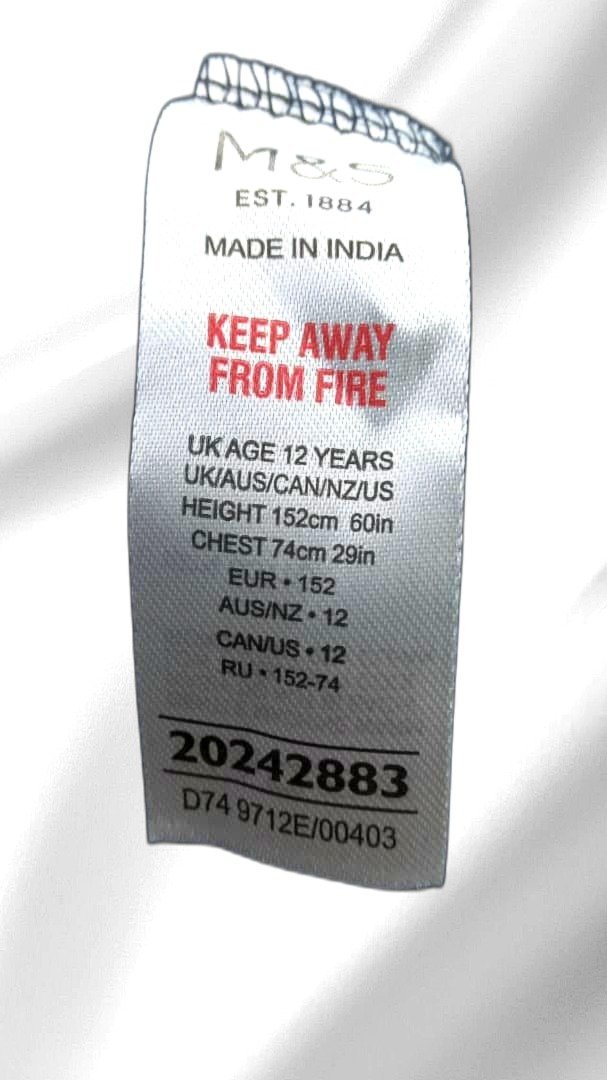 M&S
EST. 1884
MADE IN INDIA
KEEP AWAY
FROM FIRE
UK AGE 12 YEARS
UK/AUS/CAN/NZ/US
HEIGHT 152cm 60in
CHEST 74cm 29in
EUR • 152
AUS/NZ • 12
CAN/US • 12
RU • 152-74
20242883
D74 9712E/00403